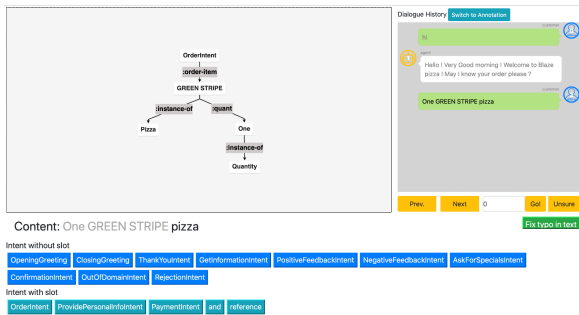 Dialogue History Switch to Annotation
customer
hi
agent
Hello ! Very Good morning ! Welcome to Blaze
pizza ! May I know your order please ?
customer
One GREEN STRIPE pizza
OrderIntent
:order-item
GREEN STRIPE
:instance-of :quant
Pizza One
:instance-of
Quantity
Prev. Next 0 Go! Unsure
Content: One GREEN STRIPE pizza
Fix typo in text
Intent without slot
OpeningGreeting ClosingGreeting ThankYouIntent GetInformationIntent PositiveFeedbackIntent NegativeFeedbackIntent AskForSpecialsIntent
ConfirmationIntent OutOfDomainIntent RejectionIntent
Intent with slot
OrderIntent ProvidePersonalInfoIntent PaymentIntent and reference